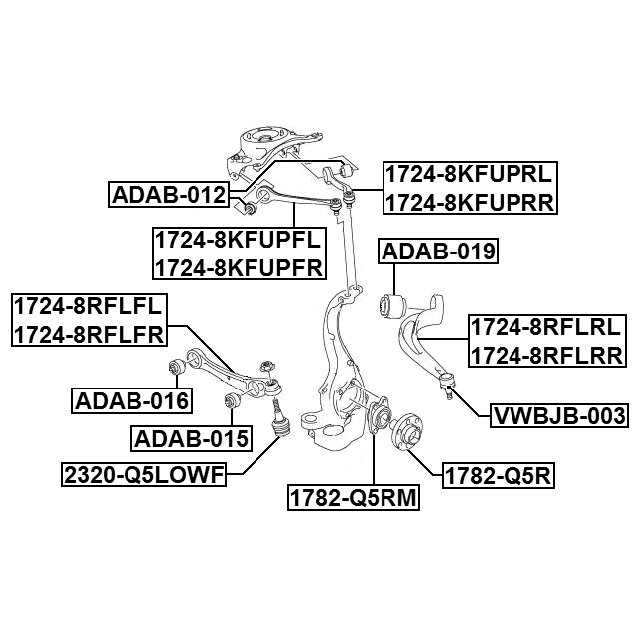 1724-8KFUPRL
1724-8KFUPRR
ADAB-012
1724-8KFUPFL
1724-8KFUPFR
ADAB-019
1724-8RFLFL
1724-8RFLFR
1724-8RFLRL
1724-8RFLRR
ADAB-016
VWBJB-003
ADAB-015
2320-Q5LOWF
1782-Q5R
1782-Q5RM